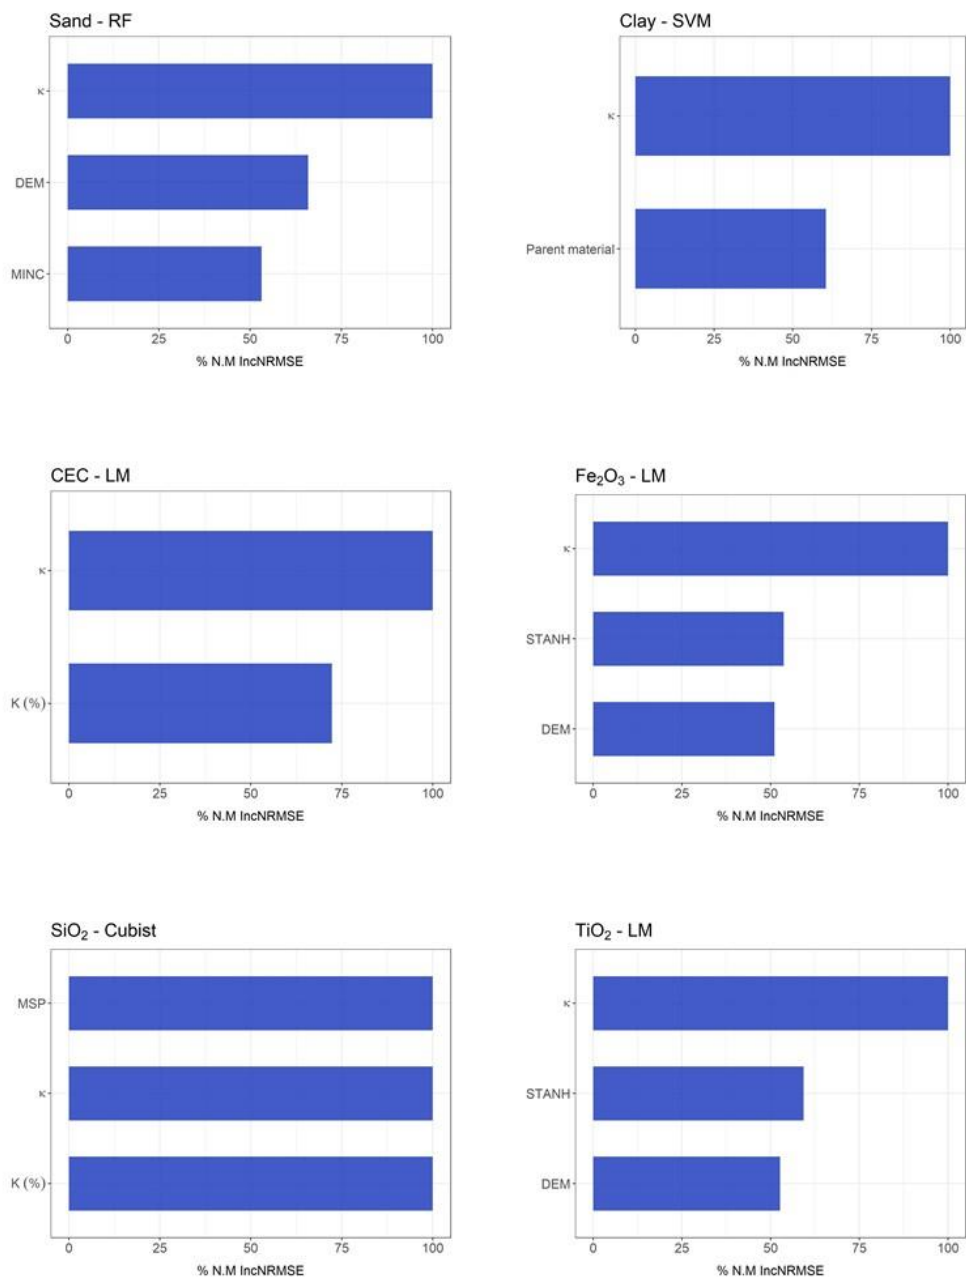 Sand - RF
κ
DEM
MINC
0 25 50 75 100
% N.M IncNRMSE
Clay - SVM
κ
Parent material
0 25 50 75 100
% N.M IncNRMSE
CEC - LM
κ
K (%)
0 25 50 75 100
% N.M IncNRMSE
Fe₂O₃ - LM
κ
STANH
DEM
0 25 50 75 100
% N.M IncNRMSE
SiO₂ - Cubist
MSP
κ
K (%)
0 25 50 75 100
% N.M IncNRMSE
TiO₂ - LM
κ
STANH
DEM
0 25 50 75 100
% N.M IncNRMSE